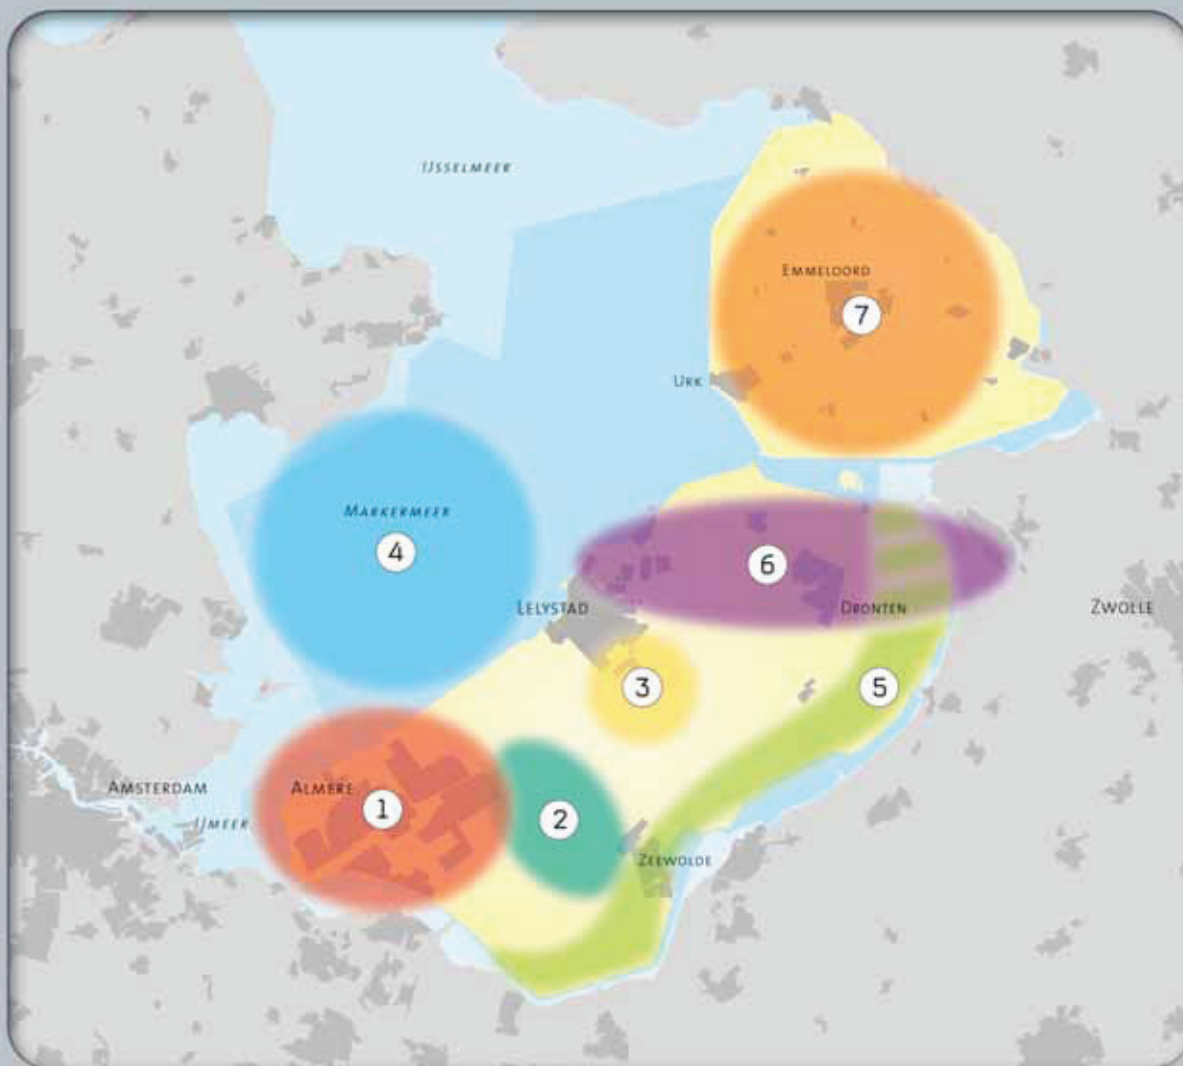 IJSSELMEER
EMMELOORD
7
URK
MARKERMEER
4
6
LELYSTAD
DRONTEN
ZWOLLE
3
5
AMSTERDAM
ALMERE
1
IJMEER
2
ZEEWOLDE